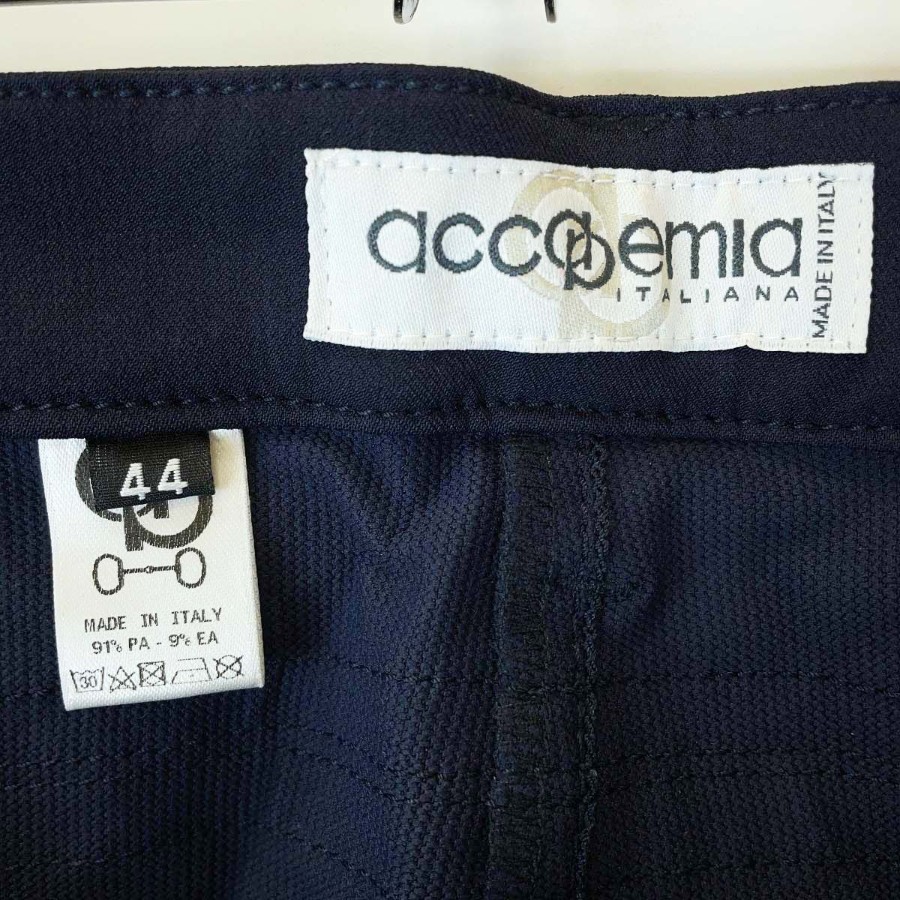 accademia
ITALIANA
MADE IN ITALY
44
MADE IN ITALY
91% PA - 9% EA
30